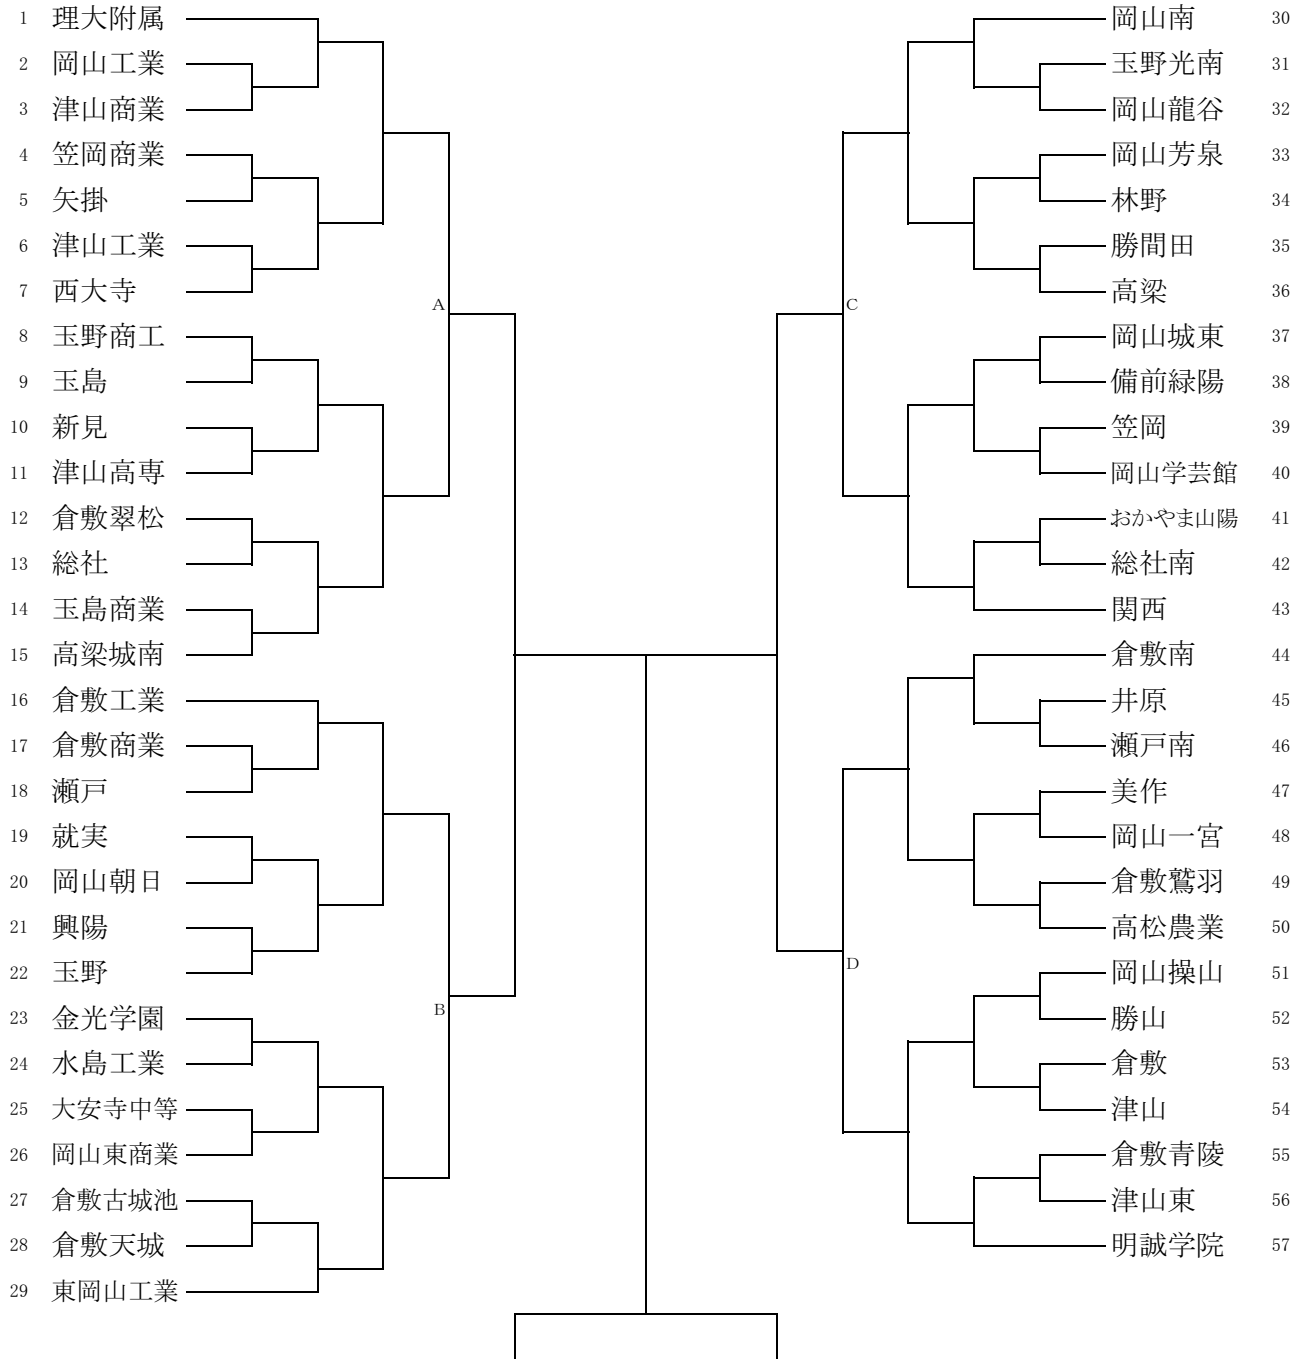 1 理大附属
2 岡山工業
3 津山商業
4 笠岡商業
5 矢掛
6 津山工業
7 西大寺
A
8 玉野商工
9 玉島
10 新見
11 津山高専
12 倉敷翠松
13 総社
14 玉島商業
15 高梁城南
16 倉敷工業
17 倉敷商業
18 瀬戸
19 就実
20 岡山朝日
21 興陽
22 玉野
B
23 金光学園
24 水島工業
25 大安寺中等
26 岡山東商業
27 倉敷古城池
28 倉敷天城
29 東岡山工業
岡山南 30
玉野光南 31
岡山龍谷 32
岡山芳泉 33
林野 34
勝間田 35
高梁 36
C
岡山城東 37
備前緑陽 38
笠岡 39
岡山学芸館 40
おかやま山陽 41
総社南 42
関西 43
倉敷南 44
井原 45
瀬戸南 46
美作 47
岡山一宮 48
倉敷鷲羽 49
高松農業 50
D
岡山操山 51
勝山 52
倉敷 53
津山 54
倉敷青陵 55
津山東 56
明誠学院 57